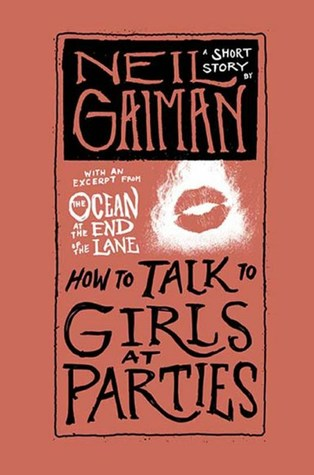 NEIL
A SHORT
STORY BY
GAIMAN
WITH AN
EXCERPT FROM
THE OCEAN
AT THE END
OF THE LANE
HOW TO TALK TO
GIRLS
AT
PARTIES